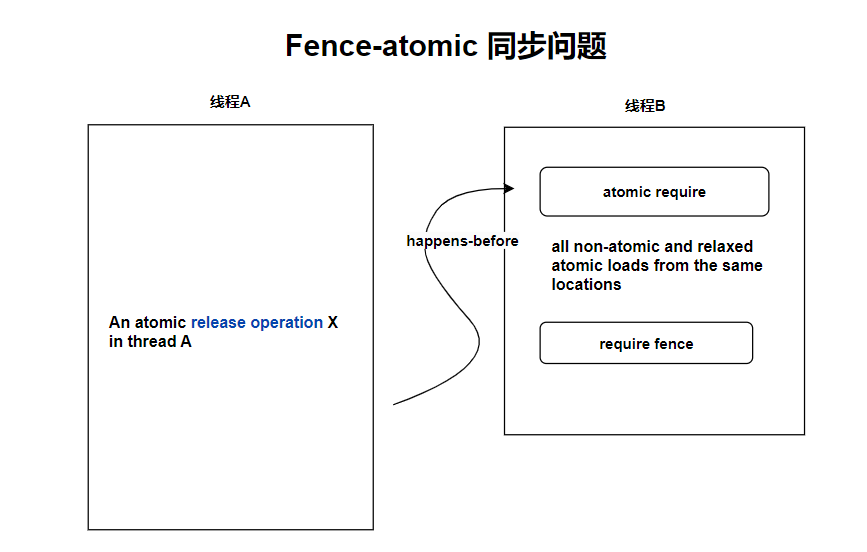 Fence-atomic 同步问题
线程A
线程B
atomic require
happens-before
all non-atomic and relaxed
atomic loads from the same
locations
An atomic release operation X
in thread A
require fence